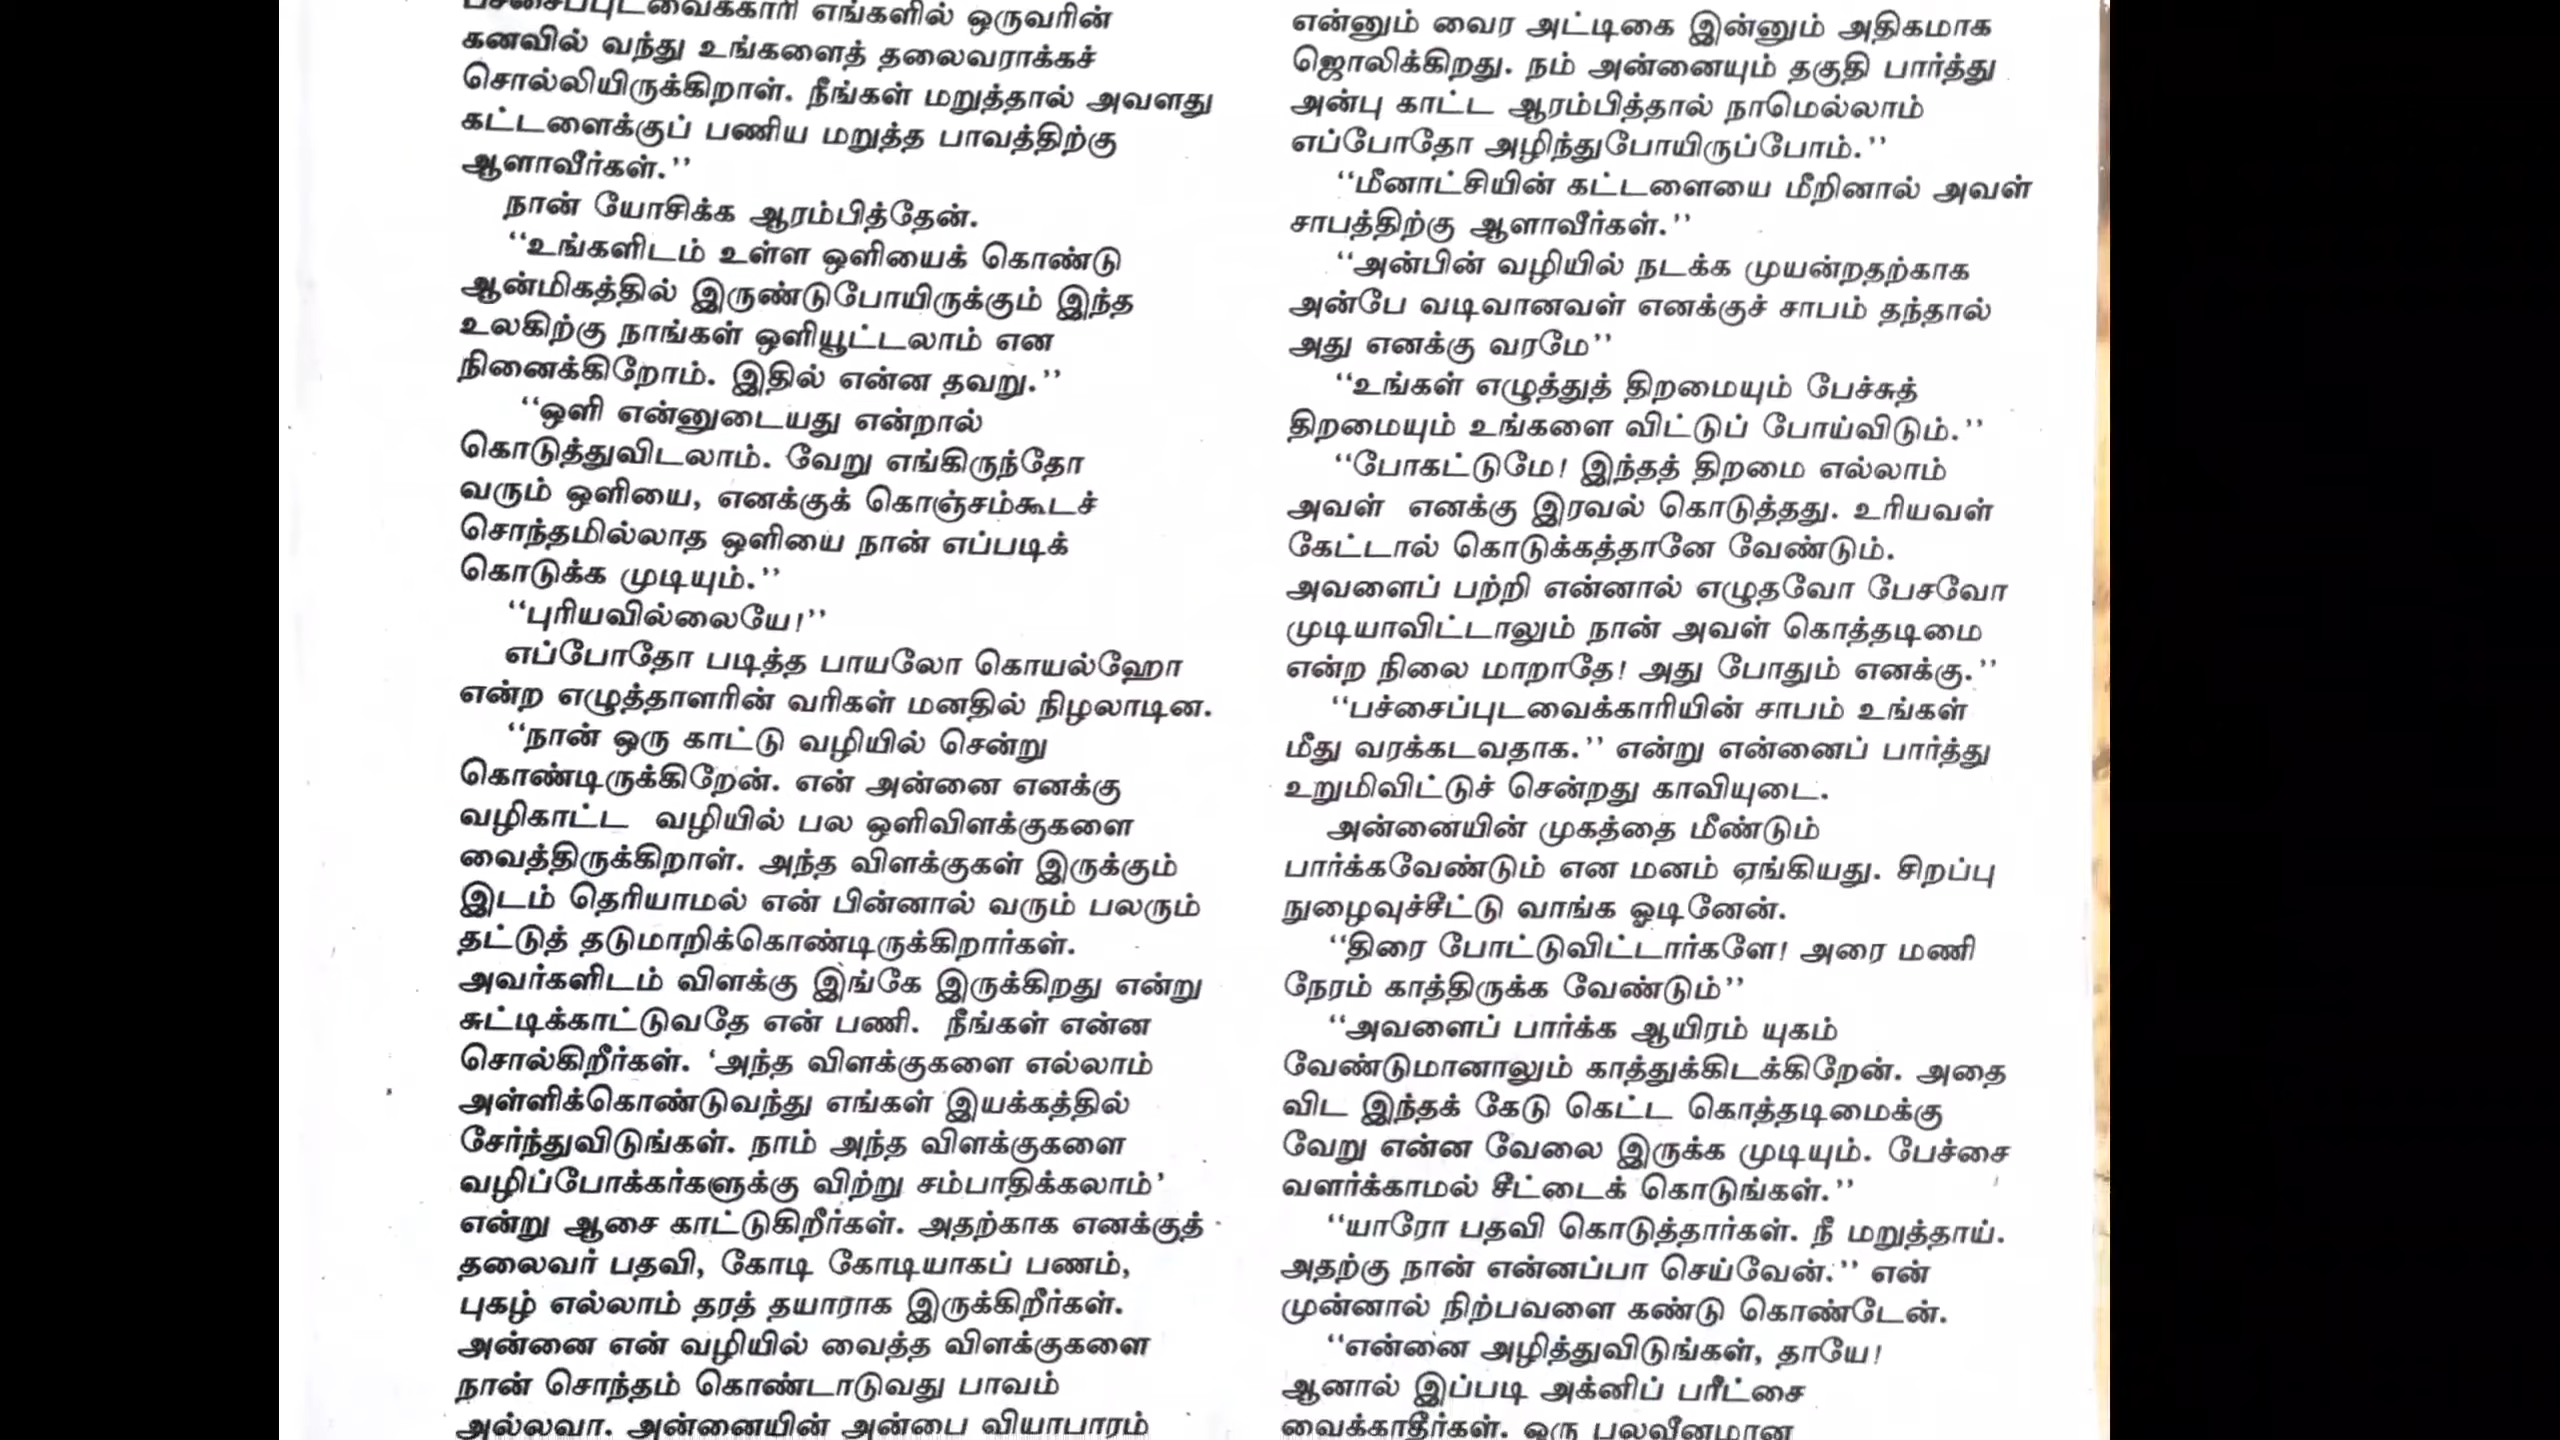 பச்சைப்புடவைக்காரி எங்களில் ஒருவரின்
கனவில் வந்து உங்களைத் தலைவராக்கச்
சொல்லியிருக்கிறாள். நீங்கள் மறுத்தால் அவளது
கட்டளைக்குப் பணிய மறுத்த பாவத்திற்கு
ஆளாவீர்கள்.’’
நான் யோசிக்க ஆரம்பித்தேன்.
‘‘உங்களிடம் உள்ள ஒளியைக் கொண்டு
ஆன்மிகத்தில் இருண்டுபோயிருக்கும் இந்த
உலகிற்கு நாங்கள் ஒளியூட்டலாம் என
நினைக்கிறோம். இதில் என்ன தவறு.’’
‘‘ஒளி என்னுடையது என்றால்
கொடுத்துவிடலாம். வேறு எங்கிருந்தோ
வரும் ஒளியை, எனக்குக் கொஞ்சம்கூடச்
சொந்தமில்லாத ஒளியை நான் எப்படிக்
கொடுக்க முடியும்.’’
‘‘புரியவில்லையே!’’
எப்போதோ படித்த பாயலோ கொயல்ஹோ
என்ற எழுத்தாளரின் வரிகள் மனதில் நிழலாடின.
‘‘நான் ஒரு காட்டு வழியில் சென்று
கொண்டிருக்கிறேன். என் அன்னை எனக்கு
வழிகாட்ட வழியில் பல ஒளிவிளக்குகளை
வைத்திருக்கிறாள். அந்த விளக்குகள் இருக்கும்
இடம் தெரியாமல் என் பின்னால் வரும் பலரும்
தட்டுத் தடுமாறிக்கொண்டிருக்கிறார்கள்.
அவர்களிடம் விளக்கு இங்கே இருக்கிறது என்று
சுட்டிக்காட்டுவதே என் பணி. நீங்கள் என்ன
சொல்கிறீர்கள். ‘அந்த விளக்குகளை எல்லாம்
அள்ளிக்கொண்டுவந்து எங்கள் இயக்கத்தில்
சேர்ந்துவிடுங்கள். நாம் அந்த விளக்குகளை
வழிப்போக்கர்களுக்கு விற்று சம்பாதிக்கலாம்’
என்று ஆசை காட்டுகிறீர்கள். அதற்காக எனக்குத்
தலைவர் பதவி, கோடி கோடியாகப் பணம்,
புகழ் எல்லாம் தரத் தயாராக இருக்கிறீர்கள்.
அன்னை என் வழியில் வைத்த விளக்குகளை
நான் சொந்தம் கொண்டாடுவது பாவம்
அல்லவா. அன்னையின் அன்பை வியாபாரம்
என்னும் வைர அட்டிகை இன்னும் அதிகமாக
ஜொலிக்கிறது. நம் அன்னையும் தகுதி பார்த்து
அன்பு காட்ட ஆரம்பித்தால் நாமெல்லாம்
எப்போதோ அழிந்துபோயிருப்போம்.’’
‘‘மீனாட்சியின் கட்டளையை மீறினால் அவள்
சாபத்திற்கு ஆளாவீர்கள்.’’
‘‘அன்பின் வழியில் நடக்க முயன்றதற்காக
அன்பே வடிவானவள் எனக்குச் சாபம் தந்தால்
அது எனக்கு வரமே’’
‘‘உங்கள் எழுத்துத் திறமையும் பேச்சுத்
திறமையும் உங்களை விட்டுப் போய்விடும்.’’
‘‘போகட்டுமே! இந்தத் திறமை எல்லாம்
அவள் எனக்கு இரவல் கொடுத்தது. உரியவள்
கேட்டால் கொடுக்கத்தானே வேண்டும்.
அவளைப் பற்றி என்னால் எழுதவோ பேசவோ
முடியாவிட்டாலும் நான் அவள் கொத்தடிமை
என்ற நிலை மாறாதே! அது போதும் எனக்கு.’’
‘‘பச்சைப்புடவைக்காரியின் சாபம் உங்கள்
மீது வரக்கடவதாக.’’ என்று என்னைப் பார்த்து
உறுமிவிட்டுச் சென்றது காவியுடை.
அன்னையின் முகத்தை மீண்டும்
பார்க்கவேண்டும் என மனம் ஏங்கியது. சிறப்பு
நுழைவுச்சீட்டு வாங்க ஓடினேன்.
‘‘திரை போட்டுவிட்டார்களே! அரை மணி
நேரம் காத்திருக்க வேண்டும்’’
‘‘அவளைப் பார்க்க ஆயிரம் யுகம்
வேண்டுமானாலும் காத்துக்கிடக்கிறேன். அதை
விட இந்தக் கேடு கெட்ட கொத்தடிமைக்கு
வேறு என்ன வேலை இருக்க முடியும். பேச்சை
வளர்க்காமல் சீட்டைக் கொடுங்கள்.’’
‘‘யாரோ பதவி கொடுத்தார்கள். நீ மறுத்தாய்.
அதற்கு நான் என்னப்பா செய்வேன்.’’ என்
முன்னால் நிற்பவளை கண்டு கொண்டேன்.
‘‘என்னை அழித்துவிடுங்கள், தாயே!
ஆனால் இப்படி அக்னிப் பரீட்சை
வைக்காதீர்கள். ஒரு பலவீனமான